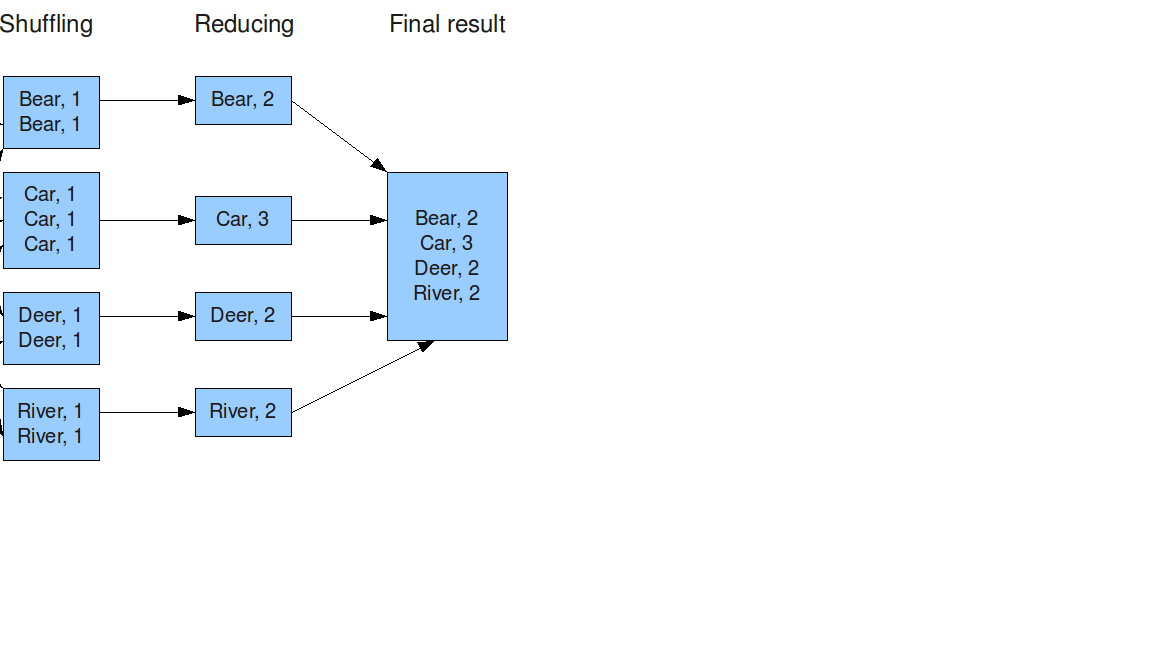 Shuffling
Reducing
Final result
Bear, 1
Bear, 1
Bear, 2
Car, 1
Car, 1
Car, 1
Car, 3
Bear, 2
Car, 3
Deer, 2
River, 2
Deer, 1
Deer, 1
Deer, 2
River, 1
River, 1
River, 2